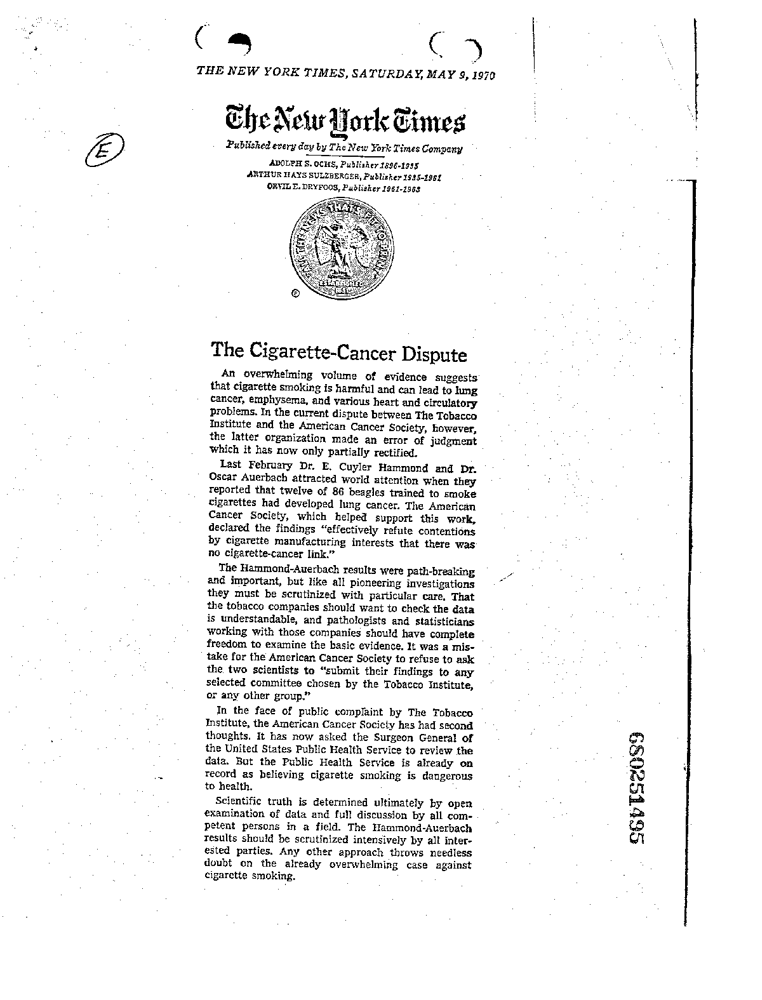 THE NEW YORK TIMES, SATURDAY, MAY 9, 1970
The New York Times
Published every day by The New York Times Company
ADOLPH S. OCHS, Publisher 1896-1935
ARTHUR HAYS SULZBERGER, Publisher 1935-1961
ORVIL E. DRYFOOS, Publisher 1961-1963
E
"ALL THE NEWS THAT'S FIT TO PRINT"
ESTABLISHED
®
The Cigarette-Cancer Dispute
An overwhelming volume of evidence suggests
that cigarette smoking is harmful and can lead to lung
cancer, emphysema, and various heart and circulatory
problems. In the current dispute between The Tobacco
Institute and the American Cancer Society, however,
the latter organization made an error of judgment
which it has now only partially rectified.
Last February Dr. E. Cuyler Hammond and Dr.
Oscar Auerbach attracted world attention when they
reported that twelve of 86 beagles trained to smoke
cigarettes had developed lung cancer. The American
Cancer Society, which helped support this work,
declared the findings "effectively refute contentions
by cigarette manufacturing interests that there was
no cigarette-cancer link."
The Hammond-Auerbach results were path-breaking
and important, but like all pioneering investigations
they must be scrutinized with particular care. That
the tobacco companies should want to check the data
is understandable, and pathologists and statisticians
working with those companies should have complete
freedom to examine the basic evidence. It was a mis-
take for the American Cancer Society to refuse to ask
the two scientists to "submit their findings to any
selected committee chosen by the Tobacco Institute,
or any other group."
In the face of public complaint by The Tobacco
Institute, the American Cancer Society has had second
thoughts. It has now asked the Surgeon General of
the United States Public Health Service to review the
data. But the Public Health Service is already on
record as believing cigarette smoking is dangerous
to health.
Scientific truth is determined ultimately by open
examination of data and full discussion by all com-
petent persons in a field. The Hammond-Auerbach
results should be scrutinized intensively by all inter-
ested parties. Any other approach throws needless
doubt on the already overwhelming case against
cigarette smoking.
680251495